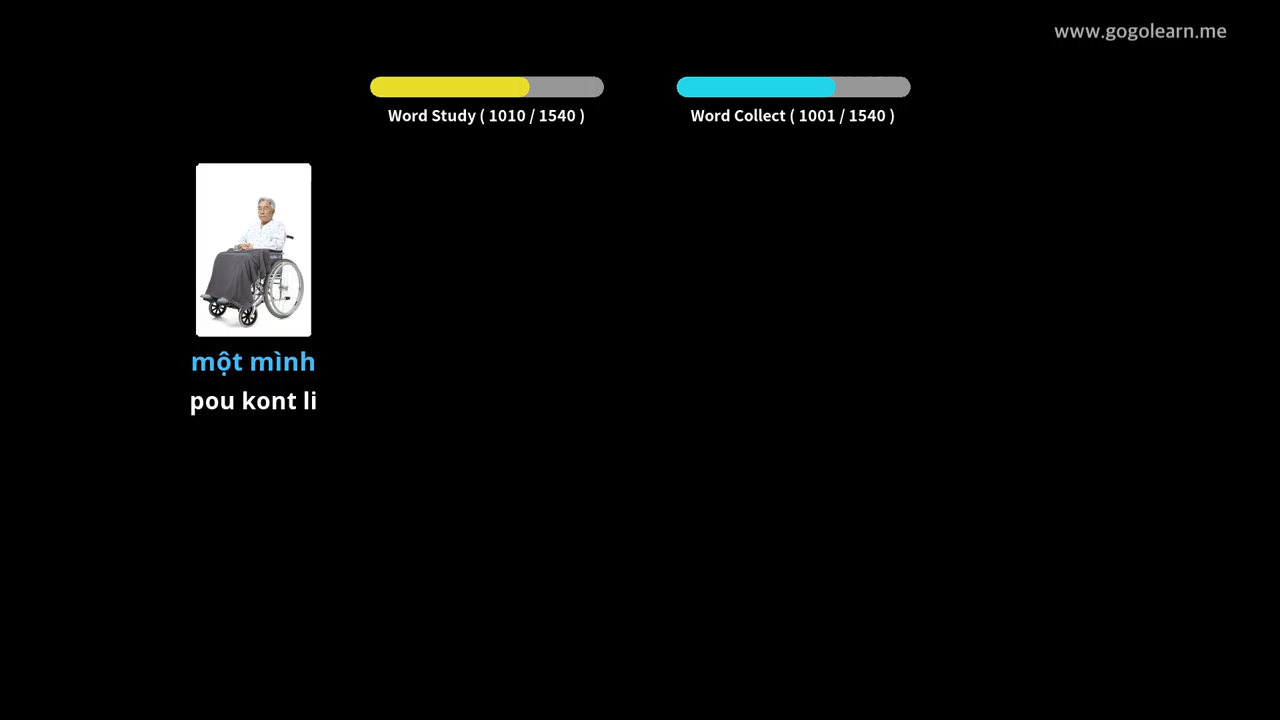 www.gogolearn.me
Word Study ( 1010 / 1540 )
Word Collect ( 1001 / 1540 )
một mình
pou kont li